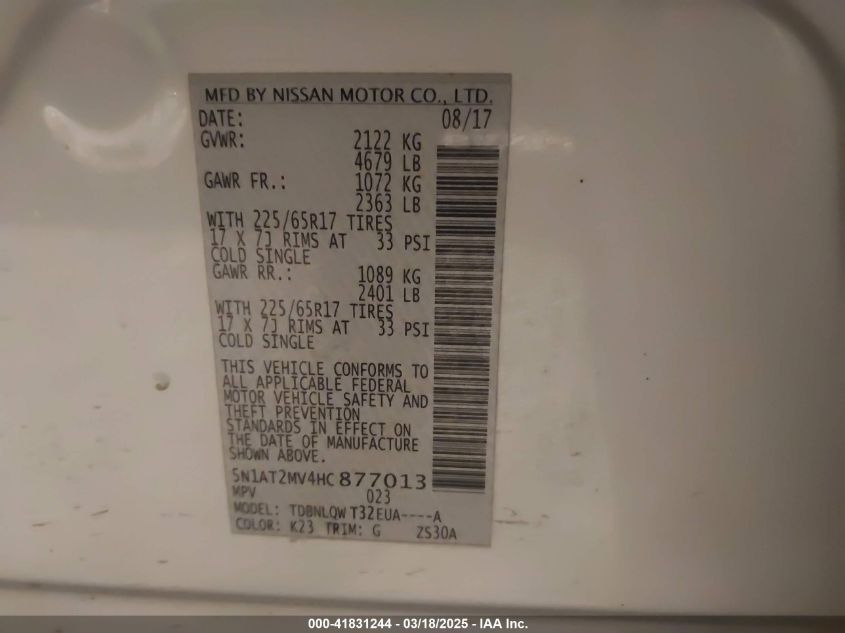 MFD BY NISSAN MOTOR CO., LTD.
DATE: 08/17
GVWR: 2122 KG
4679 LB
GAWR FR.: 1072 KG
2363 LB
WITH 225/65R17 TIRES
17 X 7J RIMS AT 33 PSI
COLD SINGLE
GAWR RR.: 1089 KG
2401 LB
WITH 225/65R17 TIRES
17 X 7J RIMS AT 33 PSI
COLD SINGLE
THIS VEHICLE CONFORMS TO
ALL APPLICABLE FEDERAL
MOTOR VEHICLE SAFETY AND
THEFT PREVENTION
STANDARDS IN EFFECT ON
THE DATE OF MANUFACTURE
SHOWN ABOVE.
5N1AT2MV4HC877013
MPV 023
MODEL: TDBNLQW T32EUA----A
COLOR: K23 TRIM: G ZS30A
000-41831244 - 03/18/2025 - IAA Inc.